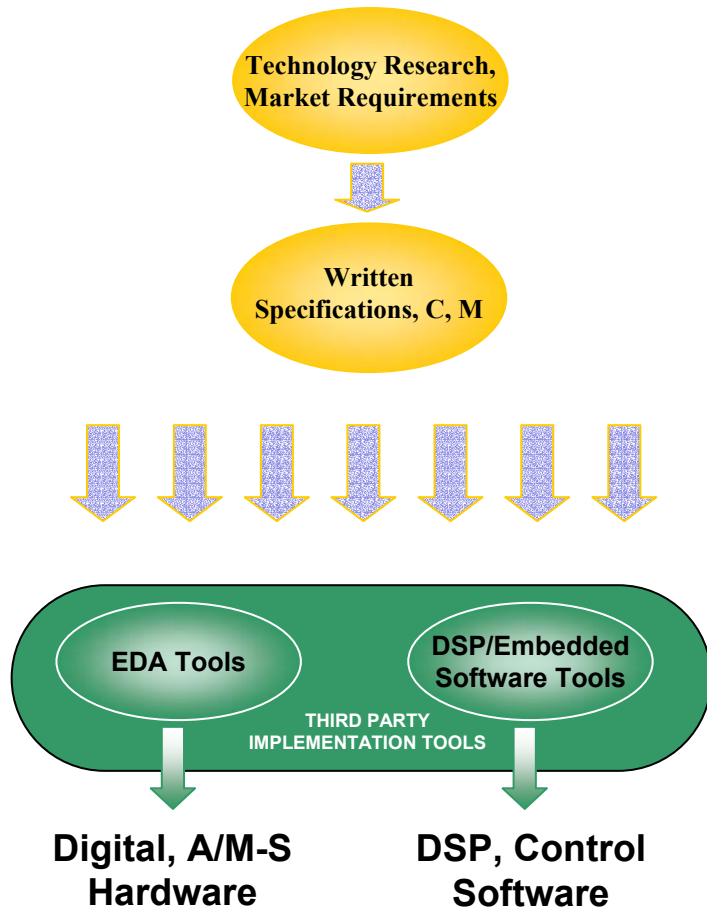 Technology Research,
Market Requirements
Written
Specifications, C, M
EDA Tools
DSP/Embedded
Software Tools
THIRD PARTY
IMPLEMENTATION TOOLS
Digital, A/M-S
Hardware
DSP, Control
Software